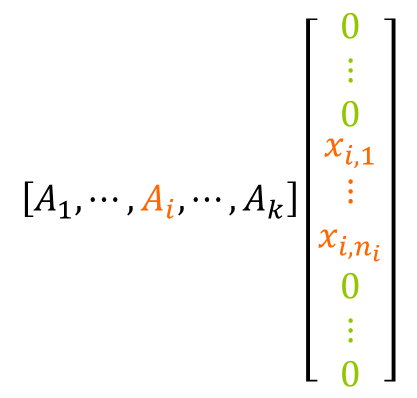 0
⋮
0
x_{i,1}
[A_1, ⋯ , A_i, ⋯ , A_k]
⋮
x_{i,n_i}
0
⋮
0